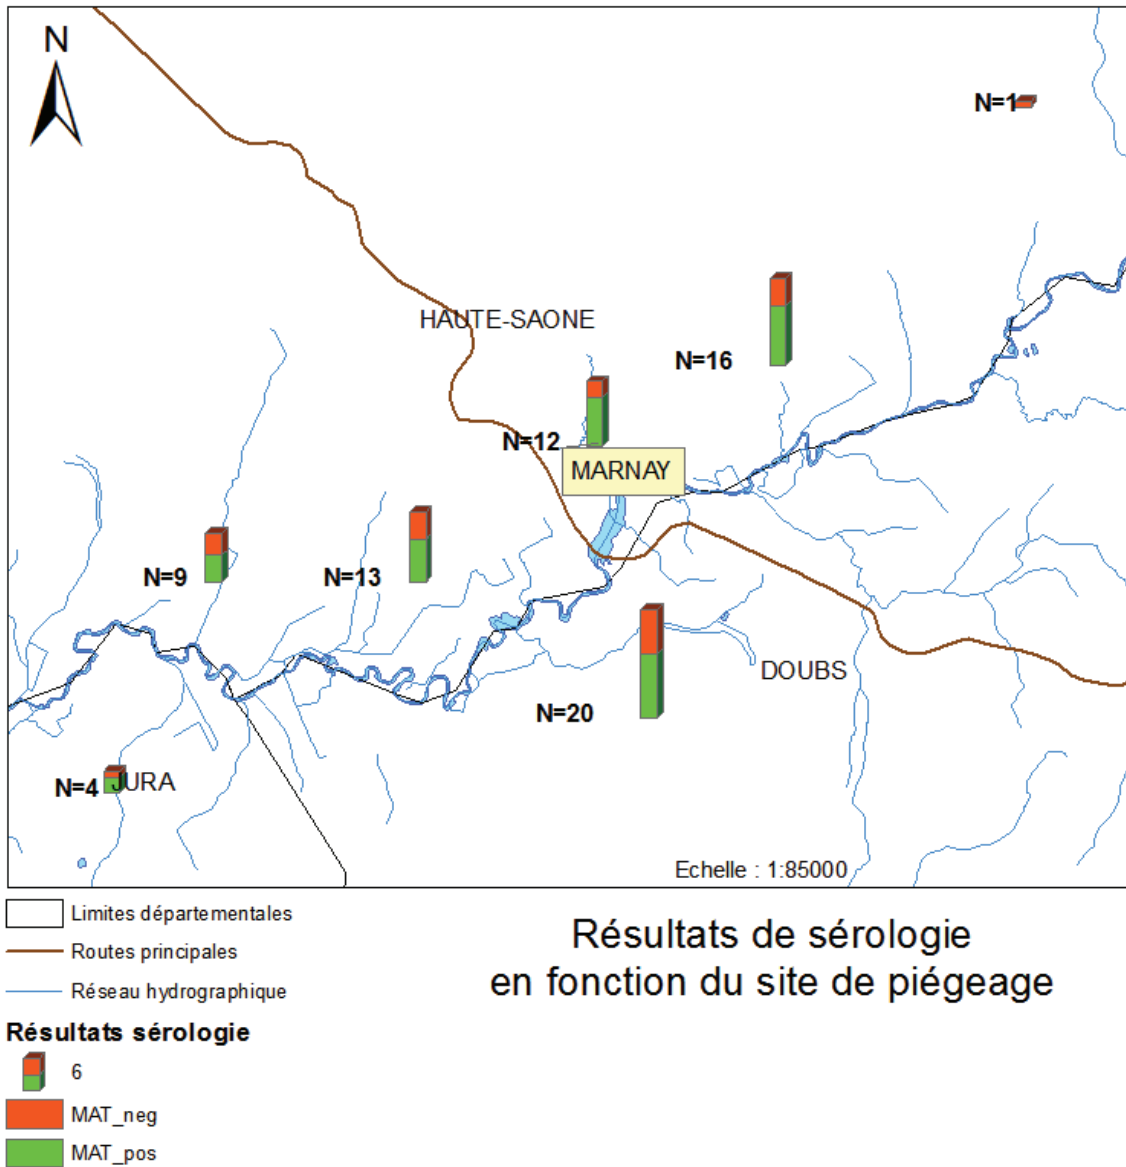 N
N=1
HAUTE-SAONE
N=16
N=12
MARNAY
N=9
N=13
DOUBS
N=20
N=4
JURA
Echelle : 1:85000
Limites départementales
Routes principales
Réseau hydrographique
Résultats de sérologie
en fonction du site de piégeage
Résultats sérologie
6
MAT_neg
MAT_pos